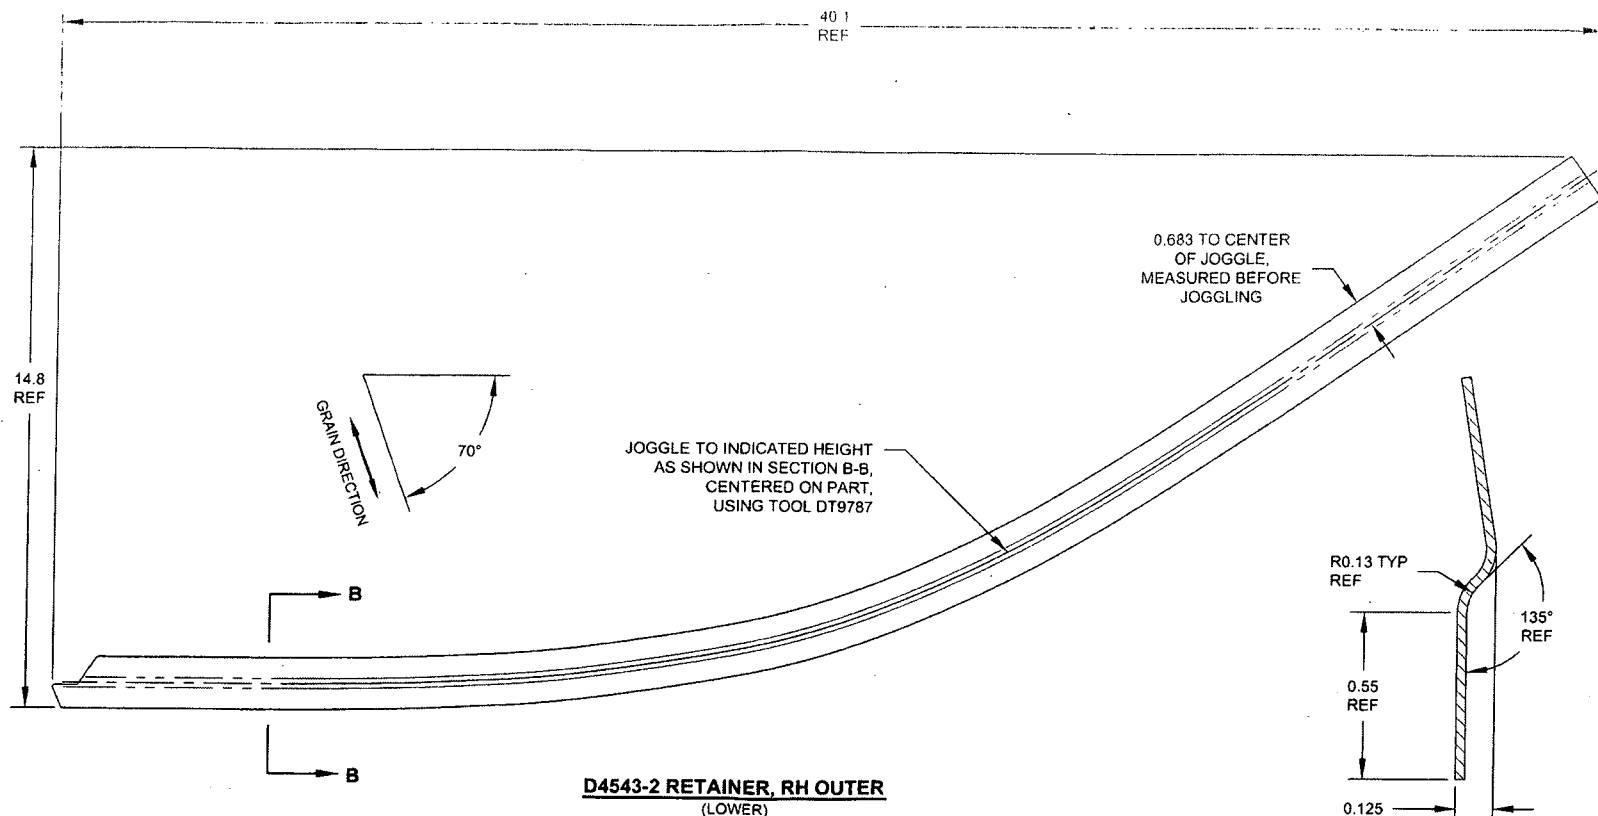 40.1
REF
0.683 TO CENTER
OF JOGGLE,
MEASURED BEFORE
JOGGLING
14.8
REF
GRAIN DIRECTION
70°
JOGGLE TO INDICATED HEIGHT
AS SHOWN IN SECTION B-B,
CENTERED ON PART,
USING TOOL DT9787
R0.13 TYP
REF
135°
REF
B
0.55
REF
B
D4543-2 RETAINER, RH OUTER
(LOWER)
0.125